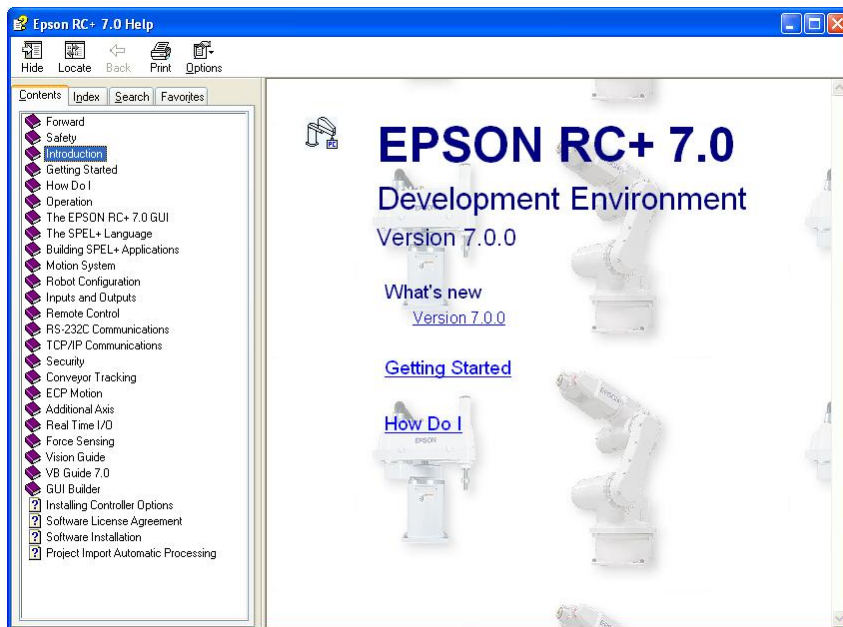 Epson RC+ 7.0 Help
Hide Locate Back Print Options
Contents Index Search Favorites
Forward
Safety
Introduction
Getting Started
How Do I
Operation
The EPSON RC+ 7.0 GUI
The SPEL+ Language
Building SPEL+ Applications
Motion System
Robot Configuration
Inputs and Outputs
Remote Control
RS-232C Communications
TCP/IP Communications
Security
Conveyor Tracking
ECP Motion
Additional Axis
Real Time I/O
Force Sensing
Vision Guide
VB Guide 7.0
GUI Builder
Installing Controller Options
Software License Agreement
Software Installation
Project Import Automatic Processing
EPSON RC+ 7.0
Development Environment
Version 7.0.0
What's new
Version 7.0.0
Getting Started
How Do I
EPSON